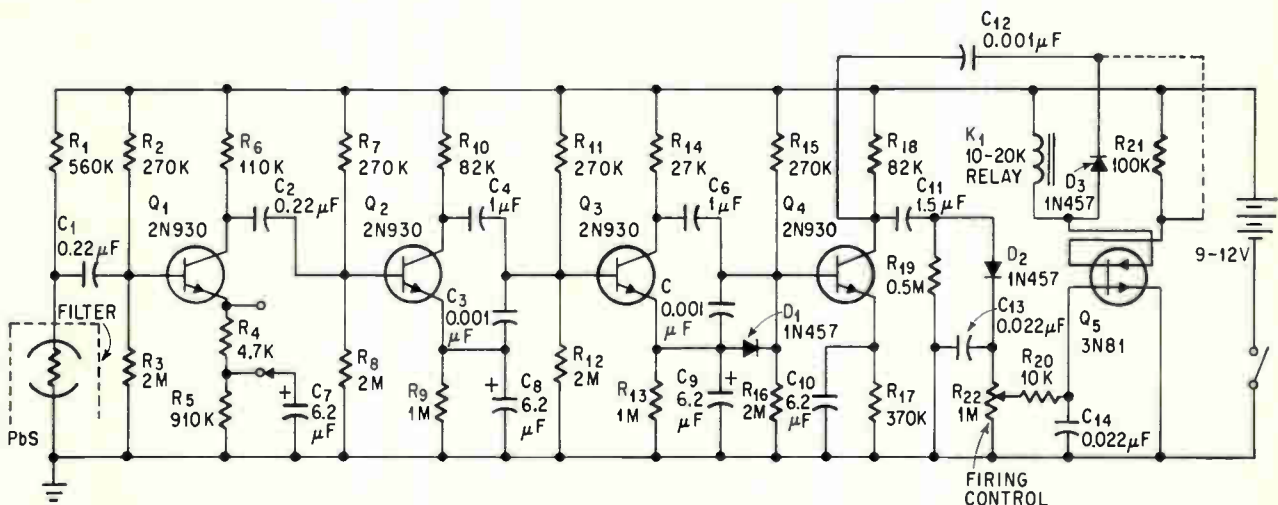 C12
0.001µF
R1
560K
R2
270K
R6
110K
C2
0.22µF
R7
270K
R10
82K
C4
1µF
R11
270K
R14
27K
C6
1µF
R15
270K
R18
82K
C11
1.5µF
K1
10-20K
RELAY
D3
1N457
R21
100K
C1
0.22µF
Q1
2N930
Q2
2N930
Q3
2N930
Q4
2N930
R19
0.5M
D2
1N457
9-12V
FILTER
R4
4.7K
C3
0.001
µF
C
0.001
µF
D1
1N457
C13
0.022µF
Q5
3N81
R3
2M
R5
910K
C7
+
6.2
µF
R8
2M
R9
1M
+
C8
6.2
µF
R12
2M
R13
1M
C9
+
6.2
µF
R16
2M
C10
6.2
µF
R17
370K
R22
1M
R20
10K
C14
0.022µF
PbS
FIRING
CONTROL